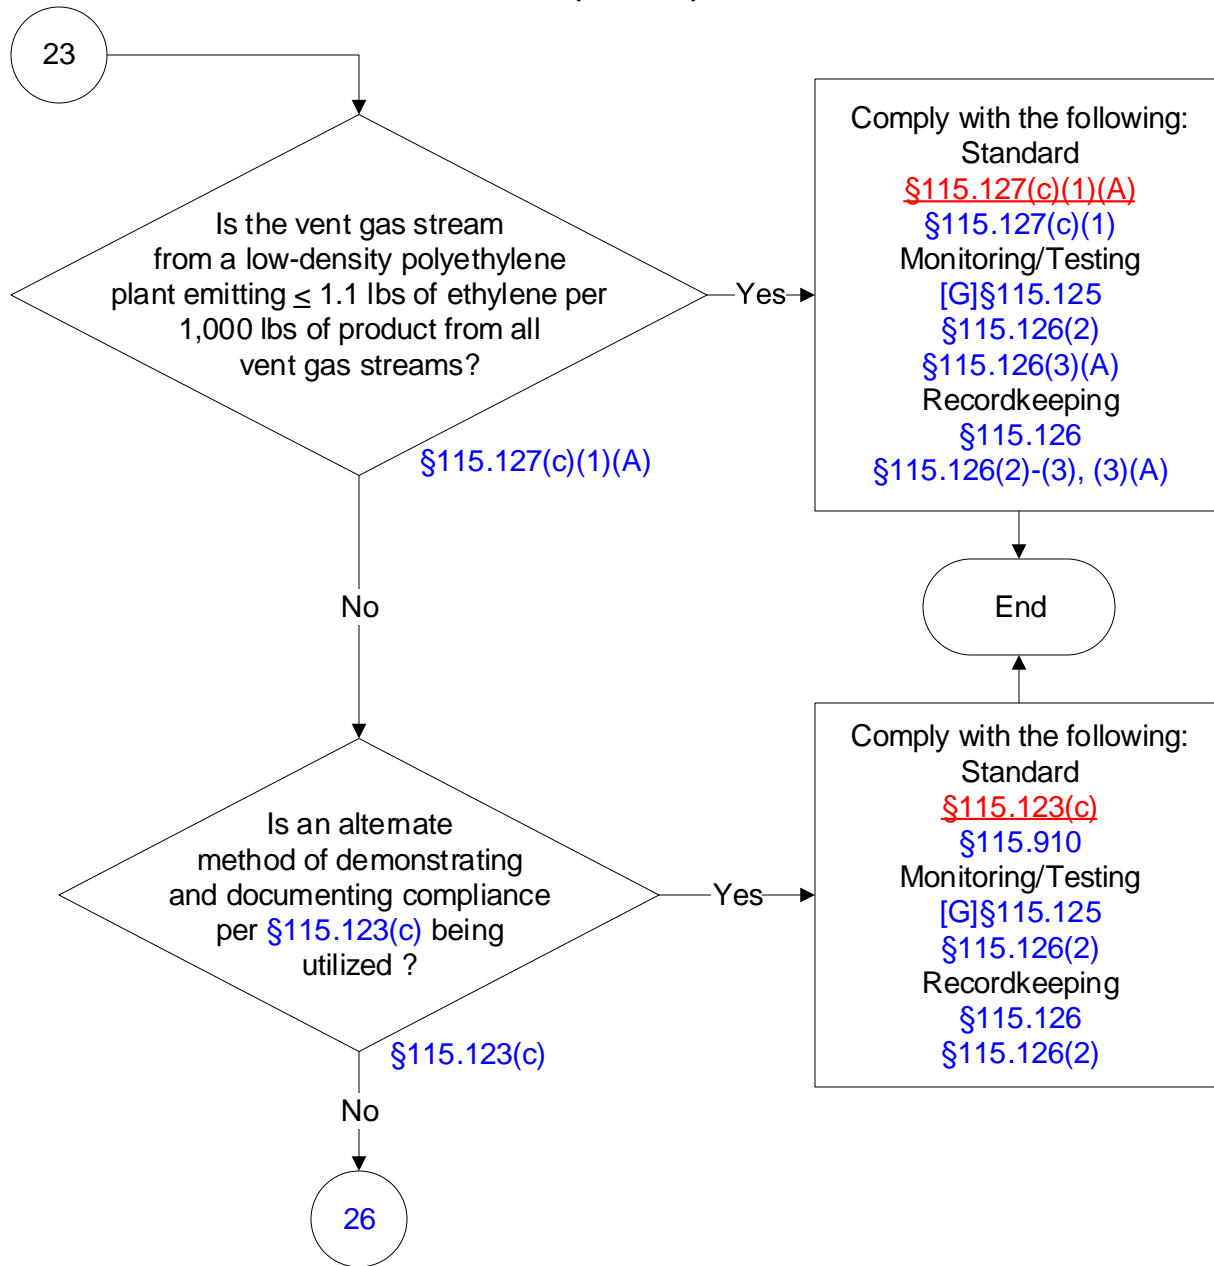 23
Is the vent gas stream
from a low-density polyethylene
plant emitting ≤ 1.1 lbs of ethylene per
1,000 lbs of product from all
vent gas streams?
§115.127(c)(1)(A)
Yes
Comply with the following:
Standard
§115.127(c)(1)(A)
§115.127(c)(1)
Monitoring/Testing
[G]§115.125
§115.126(2)
§115.126(3)(A)
Recordkeeping
§115.126
§115.126(2)-(3), (3)(A)
End
No
Is an alternate
method of demonstrating
and documenting compliance
per §115.123(c) being
utilized ?
§115.123(c)
Yes
Comply with the following:
Standard
§115.123(c)
§115.910
Monitoring/Testing
[G]§115.125
§115.126(2)
Recordkeeping
§115.126
§115.126(2)
No
26